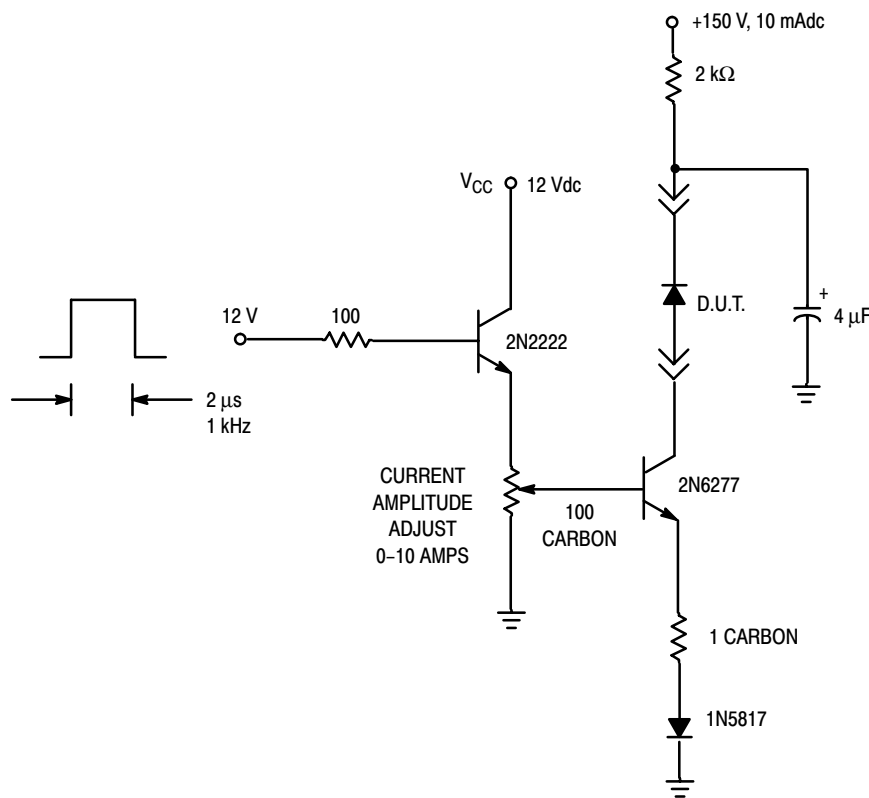 +150 V, 10 mAdc
2 kΩ
VCC
12 Vdc
12 V
100
2N2222
D.U.T.
+
4 μF
2 μs
1 kHz
CURRENT
AMPLITUDE
ADJUST
0–10 AMPS
100
CARBON
2N6277
1 CARBON
1N5817